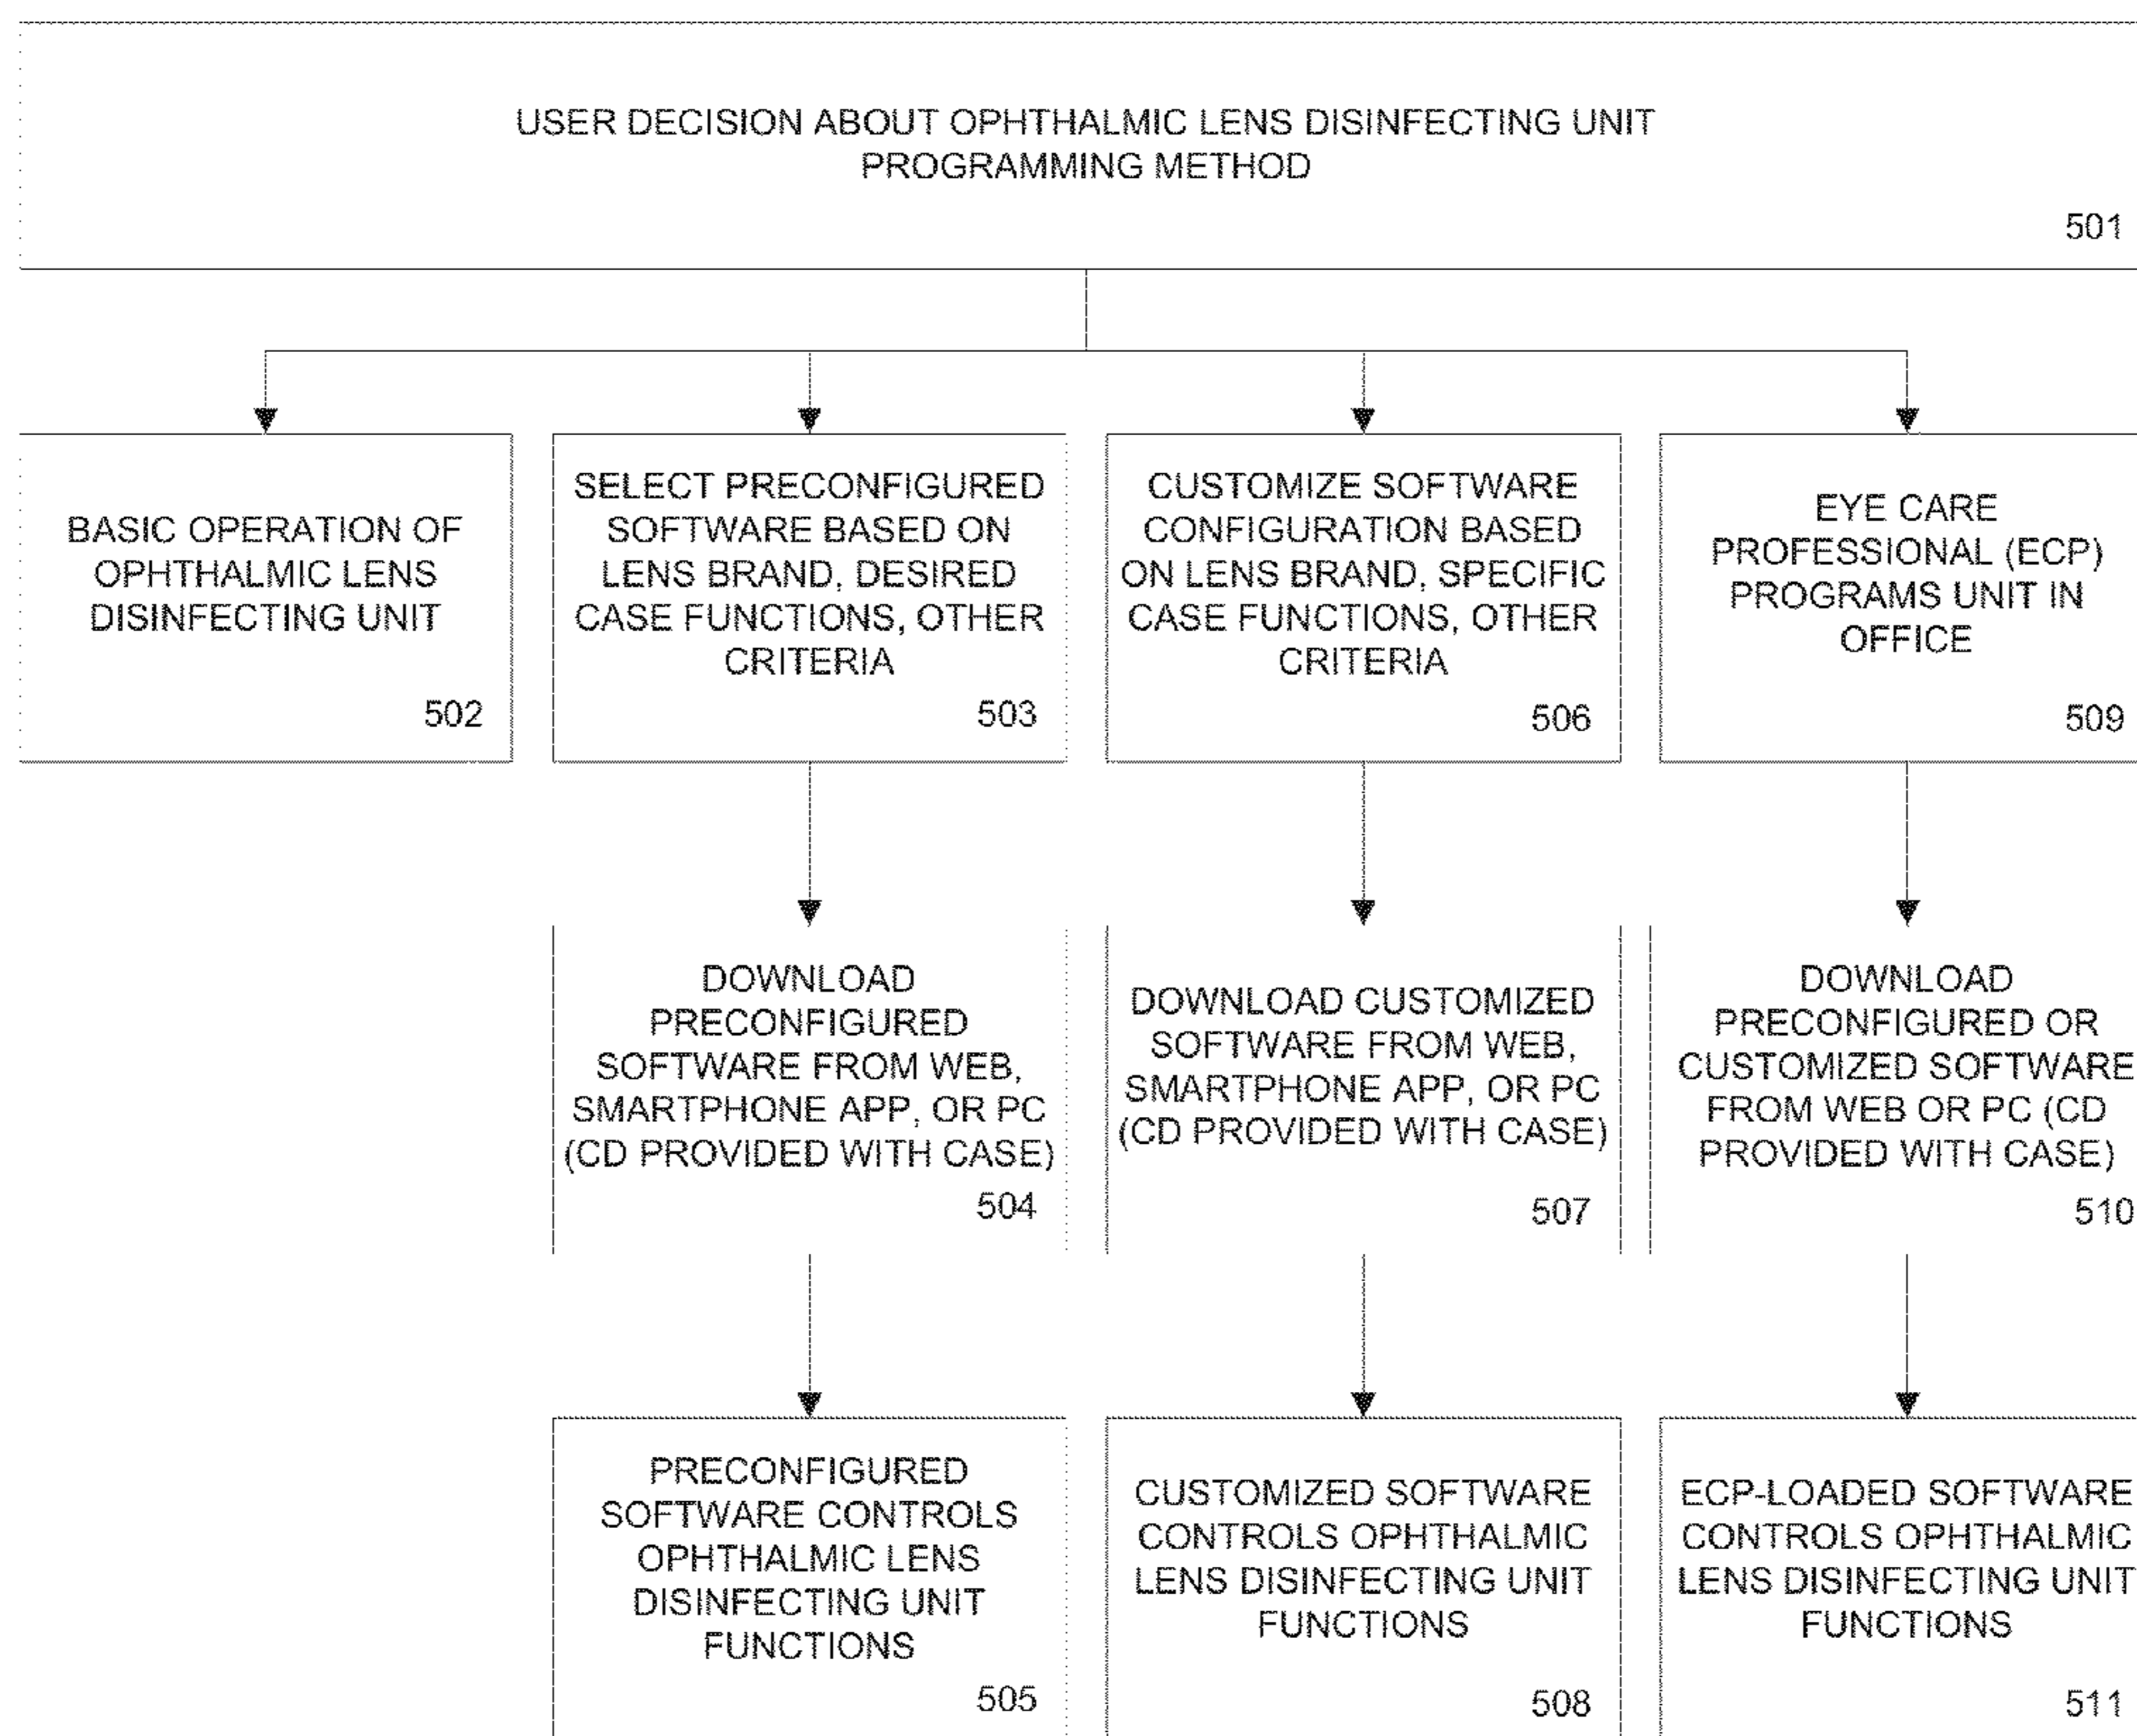 USER DECISION ABOUT OPHTHALMIC LENS DISINFECTING UNIT
PROGRAMMING METHOD
501
BASIC OPERATION OF
OPHTHALMIC LENS
DISINFECTING UNIT
502
SELECT PRECONFIGURED
SOFTWARE BASED ON
LENS BRAND, DESIRED
CASE FUNCTIONS, OTHER
CRITERIA
503
CUSTOMIZE SOFTWARE
CONFIGURATION BASED
ON LENS BRAND, SPECIFIC
CASE FUNCTIONS, OTHER
CRITERIA
506
EYE CARE
PROFESSIONAL (ECP)
PROGRAMS UNIT IN
OFFICE
509
DOWNLOAD
PRECONFIGURED
SOFTWARE FROM WEB,
SMARTPHONE APP, OR PC
(CD PROVIDED WITH CASE)
504
DOWNLOAD CUSTOMIZED
SOFTWARE FROM WEB,
SMARTPHONE APP, OR PC
(CD PROVIDED WITH CASE)
507
DOWNLOAD
PRECONFIGURED OR
CUSTOMIZED SOFTWARE
FROM WEB OR PC (CD
PROVIDED WITH CASE)
510
PRECONFIGURED
SOFTWARE CONTROLS
OPHTHALMIC LENS
DISINFECTING UNIT
FUNCTIONS
505
CUSTOMIZED SOFTWARE
CONTROLS OPHTHALMIC
LENS DISINFECTING UNIT
FUNCTIONS
508
ECP-LOADED SOFTWARE
CONTROLS OPHTHALMIC
LENS DISINFECTING UNIT
FUNCTIONS
511